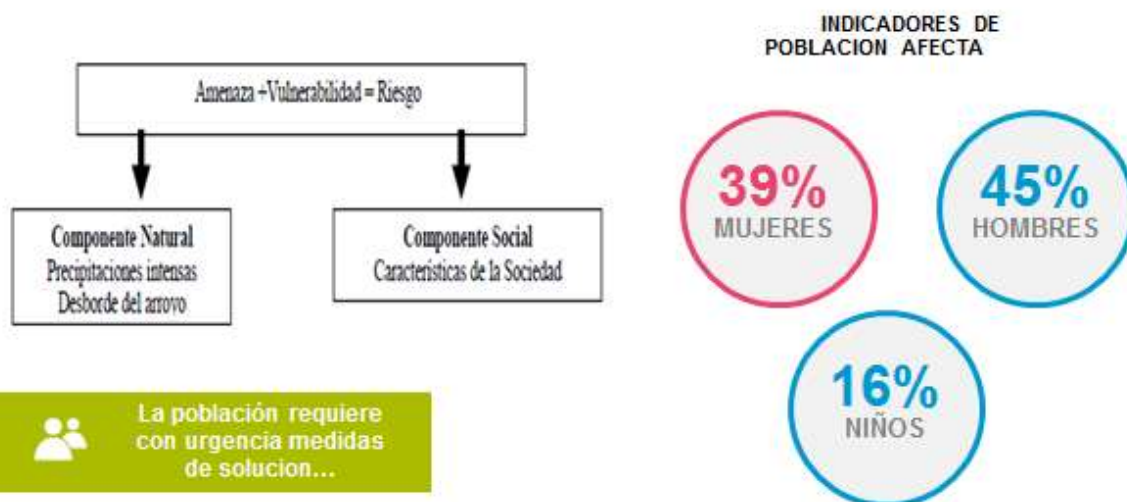 Amenaza +Vulnerabilidad = Riesgo
Componente Natural
Precipitaciones intensas
Desborde del arroyo
Componente Social
Características de la Sociedad
La población requiere
con urgencia medidas
de solucion...
INDICADORES DE
POBLACION AFECTA
39%
MUJERES
45%
HOMBRES
16%
NIÑOS